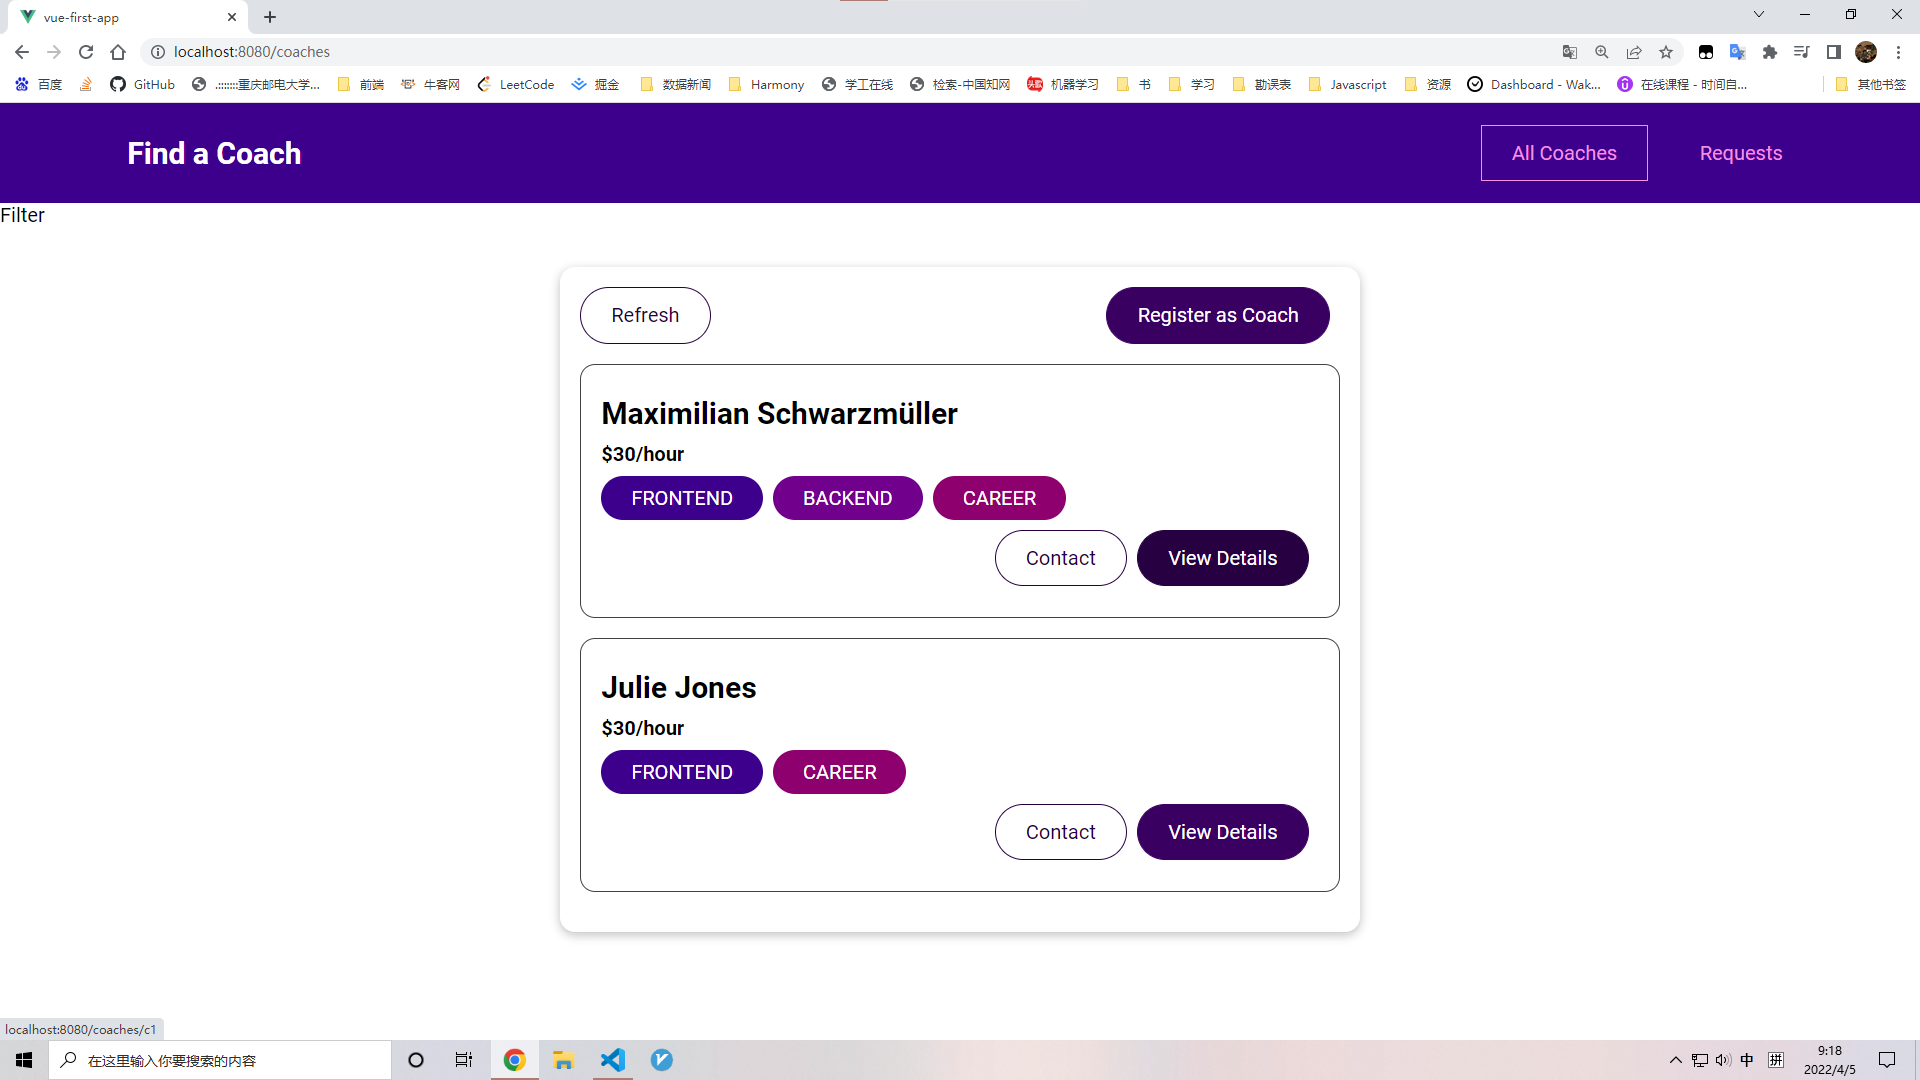 vue-first-app
localhost:8080/coaches
百度 GitHub .:::::::重庆邮电大学... 前端 牛客网 LeetCode 掘金 数据新闻 Harmony 学工在线 检索-中国知网 机器学习 书 学习 勘误表 Javascript 资源 Dashboard - Wak... 在线课程 - 时间自... 其他书签
Find a Coach All Coaches Requests
Filter
Refresh Register as Coach
Maximilian Schwarzmüller
$30/hour
FRONTEND BACKEND CAREER
Contact View Details
Julie Jones
$30/hour
FRONTEND CAREER
Contact View Details
localhost:8080/coaches/c1
在这里输入你要搜索的内容 中 拼 9:18
2022/4/5